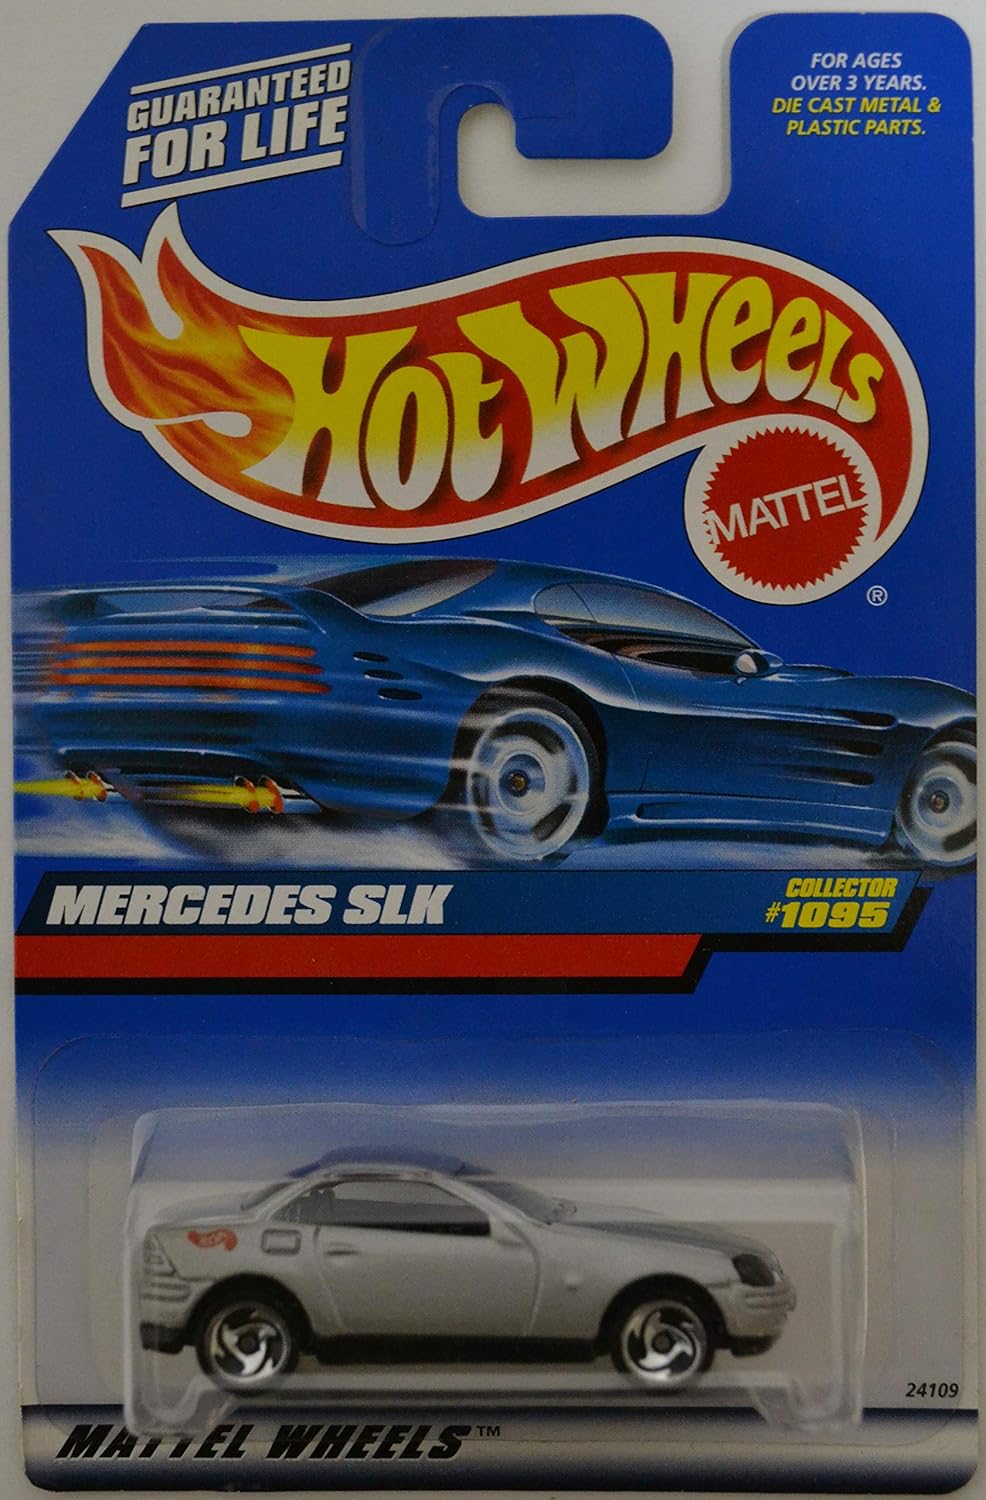 GUARANTEED
FOR LIFE
FOR AGES
OVER 3 YEARS.
DIE CAST METAL &
PLASTIC PARTS.
HOT WHEELS
MATTEL
®
MERCEDES SLK
COLLECTOR
#1095
24109
MATTEL WHEELS™